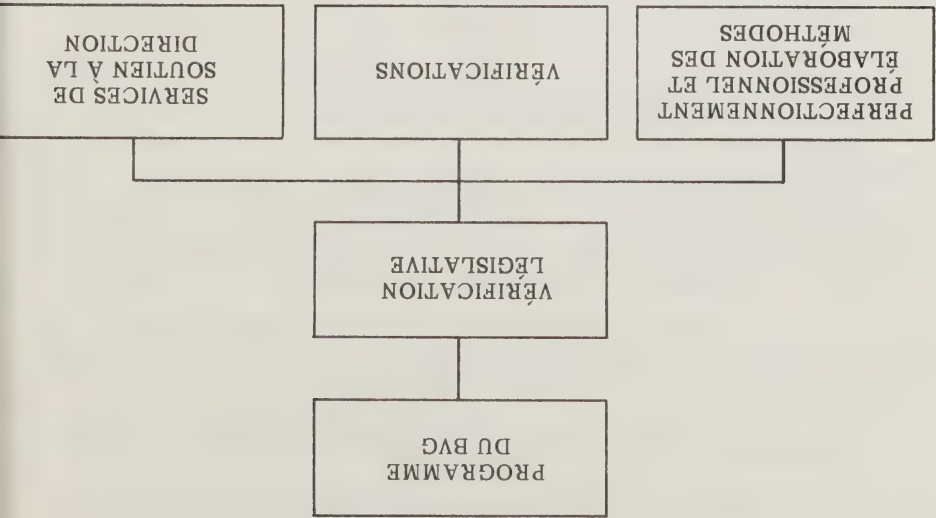 PROGRAMME
DU BVG
VÉRIFICATION
LÉGISLATIVE
PERFECTIONNEMENT
PROFESSIONNEL ET
ÉLABORATION DES
MÉTHODES
VÉRIFICATIONS
SERVICES DE
SOUTIEN À LA
DIRECTION